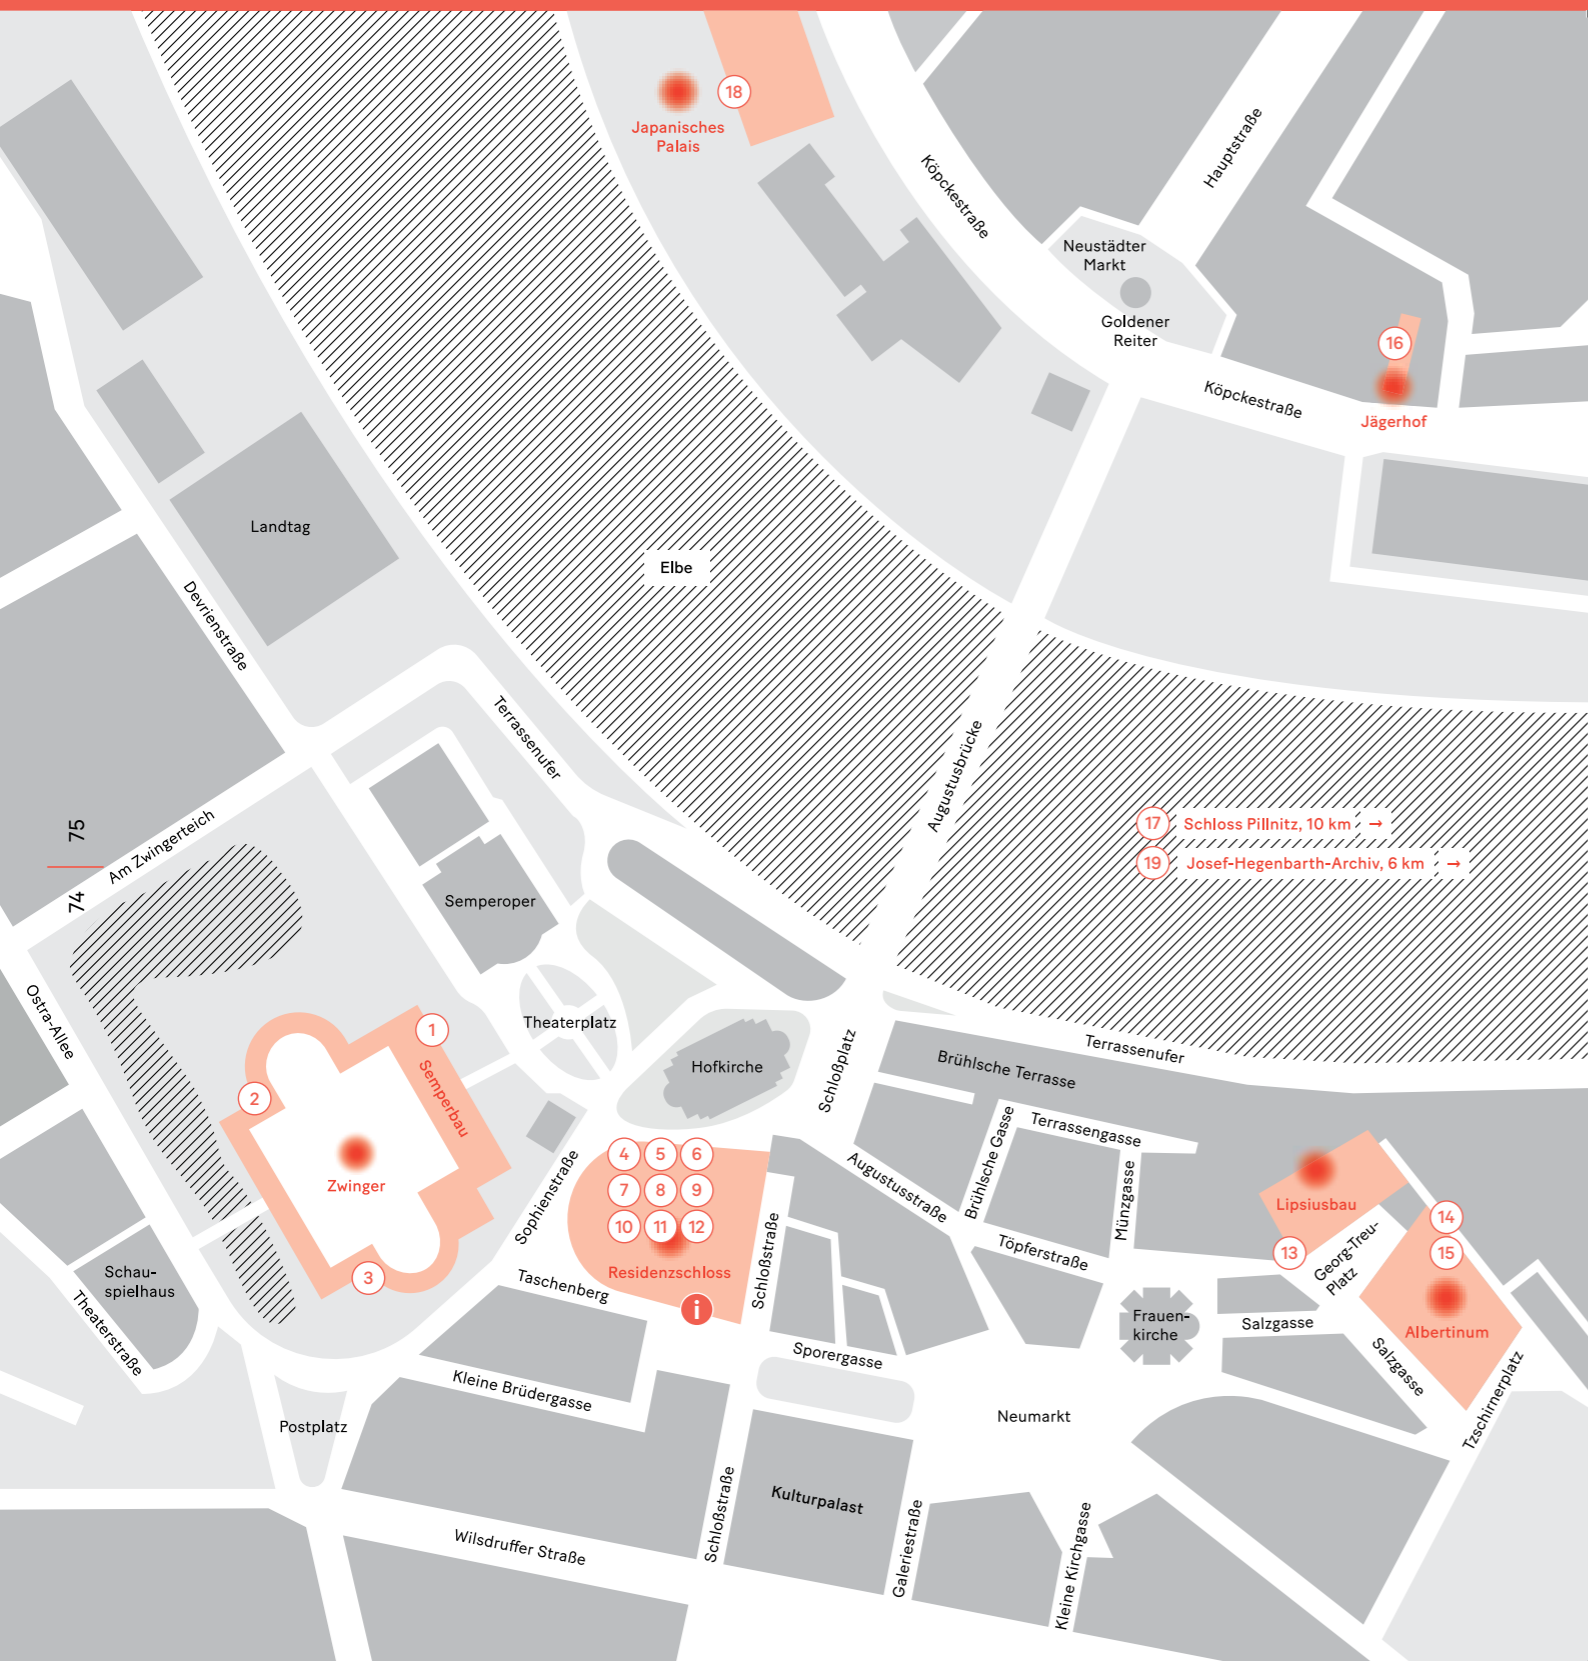 18
Japanisches
Palais
Köpckestraße
Hauptstraße
Neustädter
Markt
Goldener
Reiter
16
Köpckestraße
Jägerhof
Landtag
Elbe
Devrienstraße
Terrassenufer
Augustusbrücke
17 Schloss Pillnitz, 10 km →
19 Josef-Hegenbarth-Archiv, 6 km →
75
74
Am Zwingerteich
Semperoper
Ostra-Allee
Theaterplatz
1
Semperbau
2
Zwinger
3
Hofkirche
Schloßplatz
Terrassenufer
Brühlsche Terrasse
Brühlsche Gasse
Terrassengasse
Münzgasse
Augustusstraße
Töpferstraße
Sophienstraße
4 5 6
7 8 9
10 11 12
Residenzschloss
i
Schloßstraße
Taschenberg
Lipsiusbau
13
14
15
Georg-Treu-
Platz
Albertinum
Schau-
spielhaus
Theaterstraße
Frauen-
kirche
Salzgasse
Salzgasse
Tzschirnerplatz
Sporergasse
Kleine Brüdergasse
Postplatz
Neumarkt
Kulturpalast
Schloßstraße
Galeriestraße
Kleine Kirchgasse
Wilsdruffer Straße